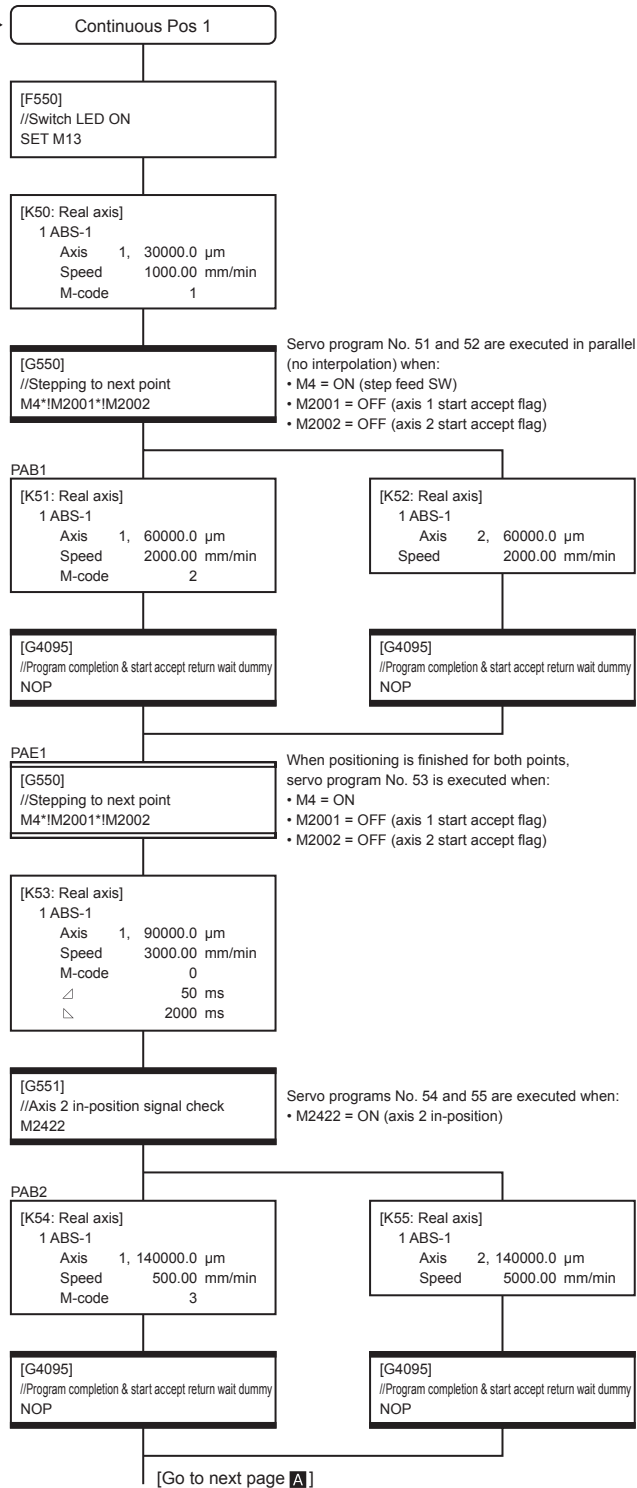 Continuous Pos 1
[F550]
//Switch LED ON
SET M13
[K50: Real axis]
1 ABS-1
Axis 1, 30000.0 µm
Speed 1000.00 mm/min
M-code 1
[G550]
//Stepping to next point
M4*!M2001*!M2002
Servo program No. 51 and 52 are executed in parallel
(no interpolation) when:
• M4 = ON (step feed SW)
• M2001 = OFF (axis 1 start accept flag)
• M2002 = OFF (axis 2 start accept flag)
PAB1
[K51: Real axis]
1 ABS-1
Axis 1, 60000.0 µm
Speed 2000.00 mm/min
M-code 2
[K52: Real axis]
1 ABS-1
Axis 2, 60000.0 µm
Speed 2000.00 mm/min
[G4095]
//Program completion & start accept return wait dummy
NOP
[G4095]
//Program completion & start accept return wait dummy
NOP
PAE1
[G550]
//Stepping to next point
M4*!M2001*!M2002
When positioning is finished for both points,
servo program No. 53 is executed when:
• M4 = ON
• M2001 = OFF (axis 1 start accept flag)
• M2002 = OFF (axis 2 start accept flag)
[K53: Real axis]
1 ABS-1
Axis 1, 90000.0 µm
Speed 3000.00 mm/min
M-code 0
⊿ 50 ms
◺ 2000 ms
[G551]
//Axis 2 in-position signal check
M2422
Servo programs No. 54 and 55 are executed when:
• M2422 = ON (axis 2 in-position)
PAB2
[K54: Real axis]
1 ABS-1
Axis 1, 140000.0 µm
Speed 500.00 mm/min
M-code 3
[K55: Real axis]
1 ABS-1
Axis 2, 140000.0 µm
Speed 5000.00 mm/min
[G4095]
//Program completion & start accept return wait dummy
NOP
[G4095]
//Program completion & start accept return wait dummy
NOP
[Go to next page A]